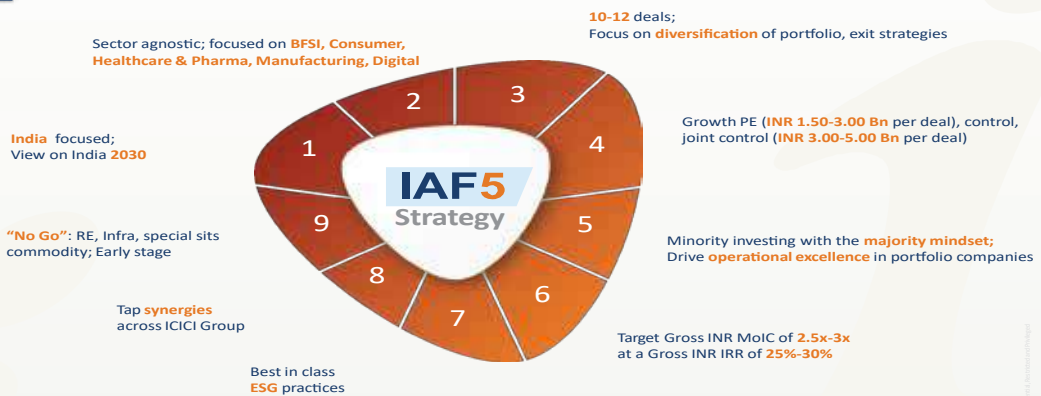 10-12 deals;
Focus on diversification of portfolio, exit strategies
Sector agnostic; focused on BFSI, Consumer,
Healthcare & Pharma, Manufacturing, Digital
India focused;
View on India 2030
Growth PE (INR 1.50-3.00 Bn per deal), control,
joint control (INR 3.00-5.00 Bn per deal)
1
2
3
4
5
6
7
8
9
IAF5
Strategy
"No Go": RE, Infra, special sits
commodity; Early stage
Minority investing with the majority mindset;
Drive operational excellence in portfolio companies
Tap synergies
across ICICI Group
Target Gross INR MoIC of 2.5x-3x
at a Gross INR IRR of 25%-30%
Best in class
ESG practices